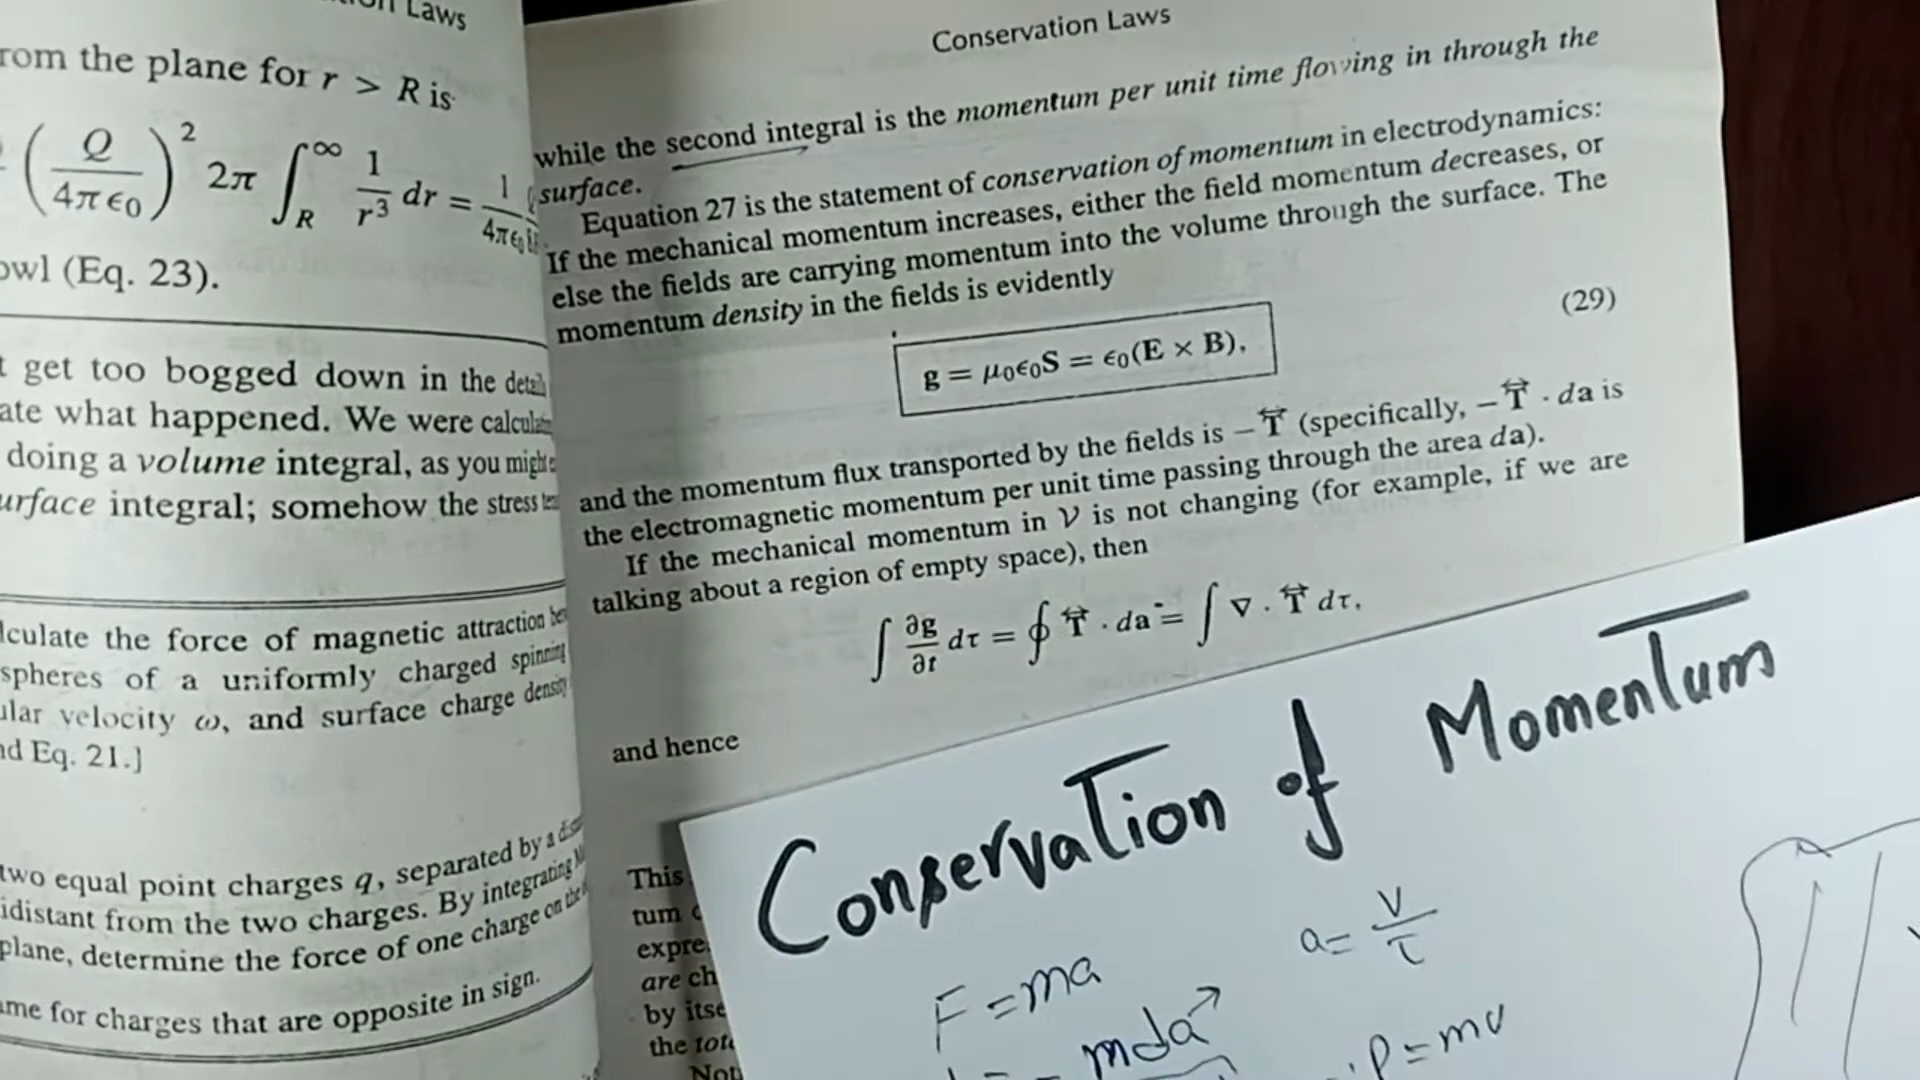 Laws
rom the plane for r > R is
(Q / 4πϵ0)² 2π ∫_R^∞ 1/r³ dr = 1 / 4πϵ0
owl (Eq. 23).
t get too bogged down in the
ate what happened. We were
doing a volume integral, as you might
urface integral; somehow the stress
lculate the force of magnetic attraction
spheres of a uniformly charged spinning
ular velocity ω, and surface charge density
nd Eq. 21.]
two equal point charges q, separated by a
idistant from the two charges. By integrating
plane, determine the force of one charge on the
ame for charges that are opposite in sign.
Conservation Laws
while the second integral is the momentum per unit time flowing in through the
surface.
Equation 27 is the statement of conservation of momentum in electrodynamics:
If the mechanical momentum increases, either the field momentum decreases, or
else the fields are carrying momentum into the volume through the surface. The
momentum density in the fields is evidently
g = μ0ϵ0S = ϵ0(E × B), (29)
and the momentum flux transported by the fields is −T⃡ (specifically, −T⃡ · da is
the electromagnetic momentum per unit time passing through the area da).
If the mechanical momentum in V is not changing (for example, if we are
talking about a region of empty space), then
∫ ∂g/∂t dτ = ∮ T⃡ · da = ∫ ∇ · T⃡ dτ,
and hence
This
tum
expre
are ch
by itse
the tot
Not
Conservation of Momentum
F = ma
a = v/t
mda
p = mv